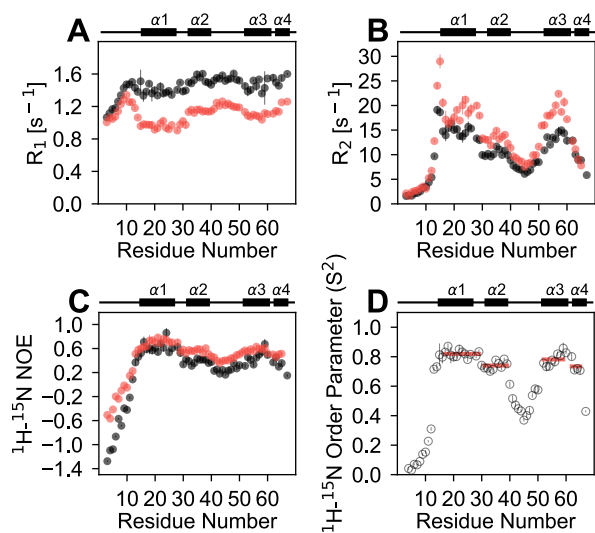 α1 α2 α3 α4
A
R1 [s−1]
1.6
1.2
0.8
0.4
0.0
10 20 30 40 50 60
Residue Number
α1 α2 α3 α4
B
R2 [s−1]
30
25
20
15
10
5
0
10 20 30 40 50 60
Residue Number
α1 α2 α3 α4
C
1H-15N NOE
1.0
0.6
0.2
−0.2
−0.6
−1.0
−1.4
10 20 30 40 50 60
Residue Number
α1 α2 α3 α4
D
1H-15N Order Parameter (S2)
1.0
0.8
0.6
0.4
0.2
0.0
10 20 30 40 50 60
Residue Number